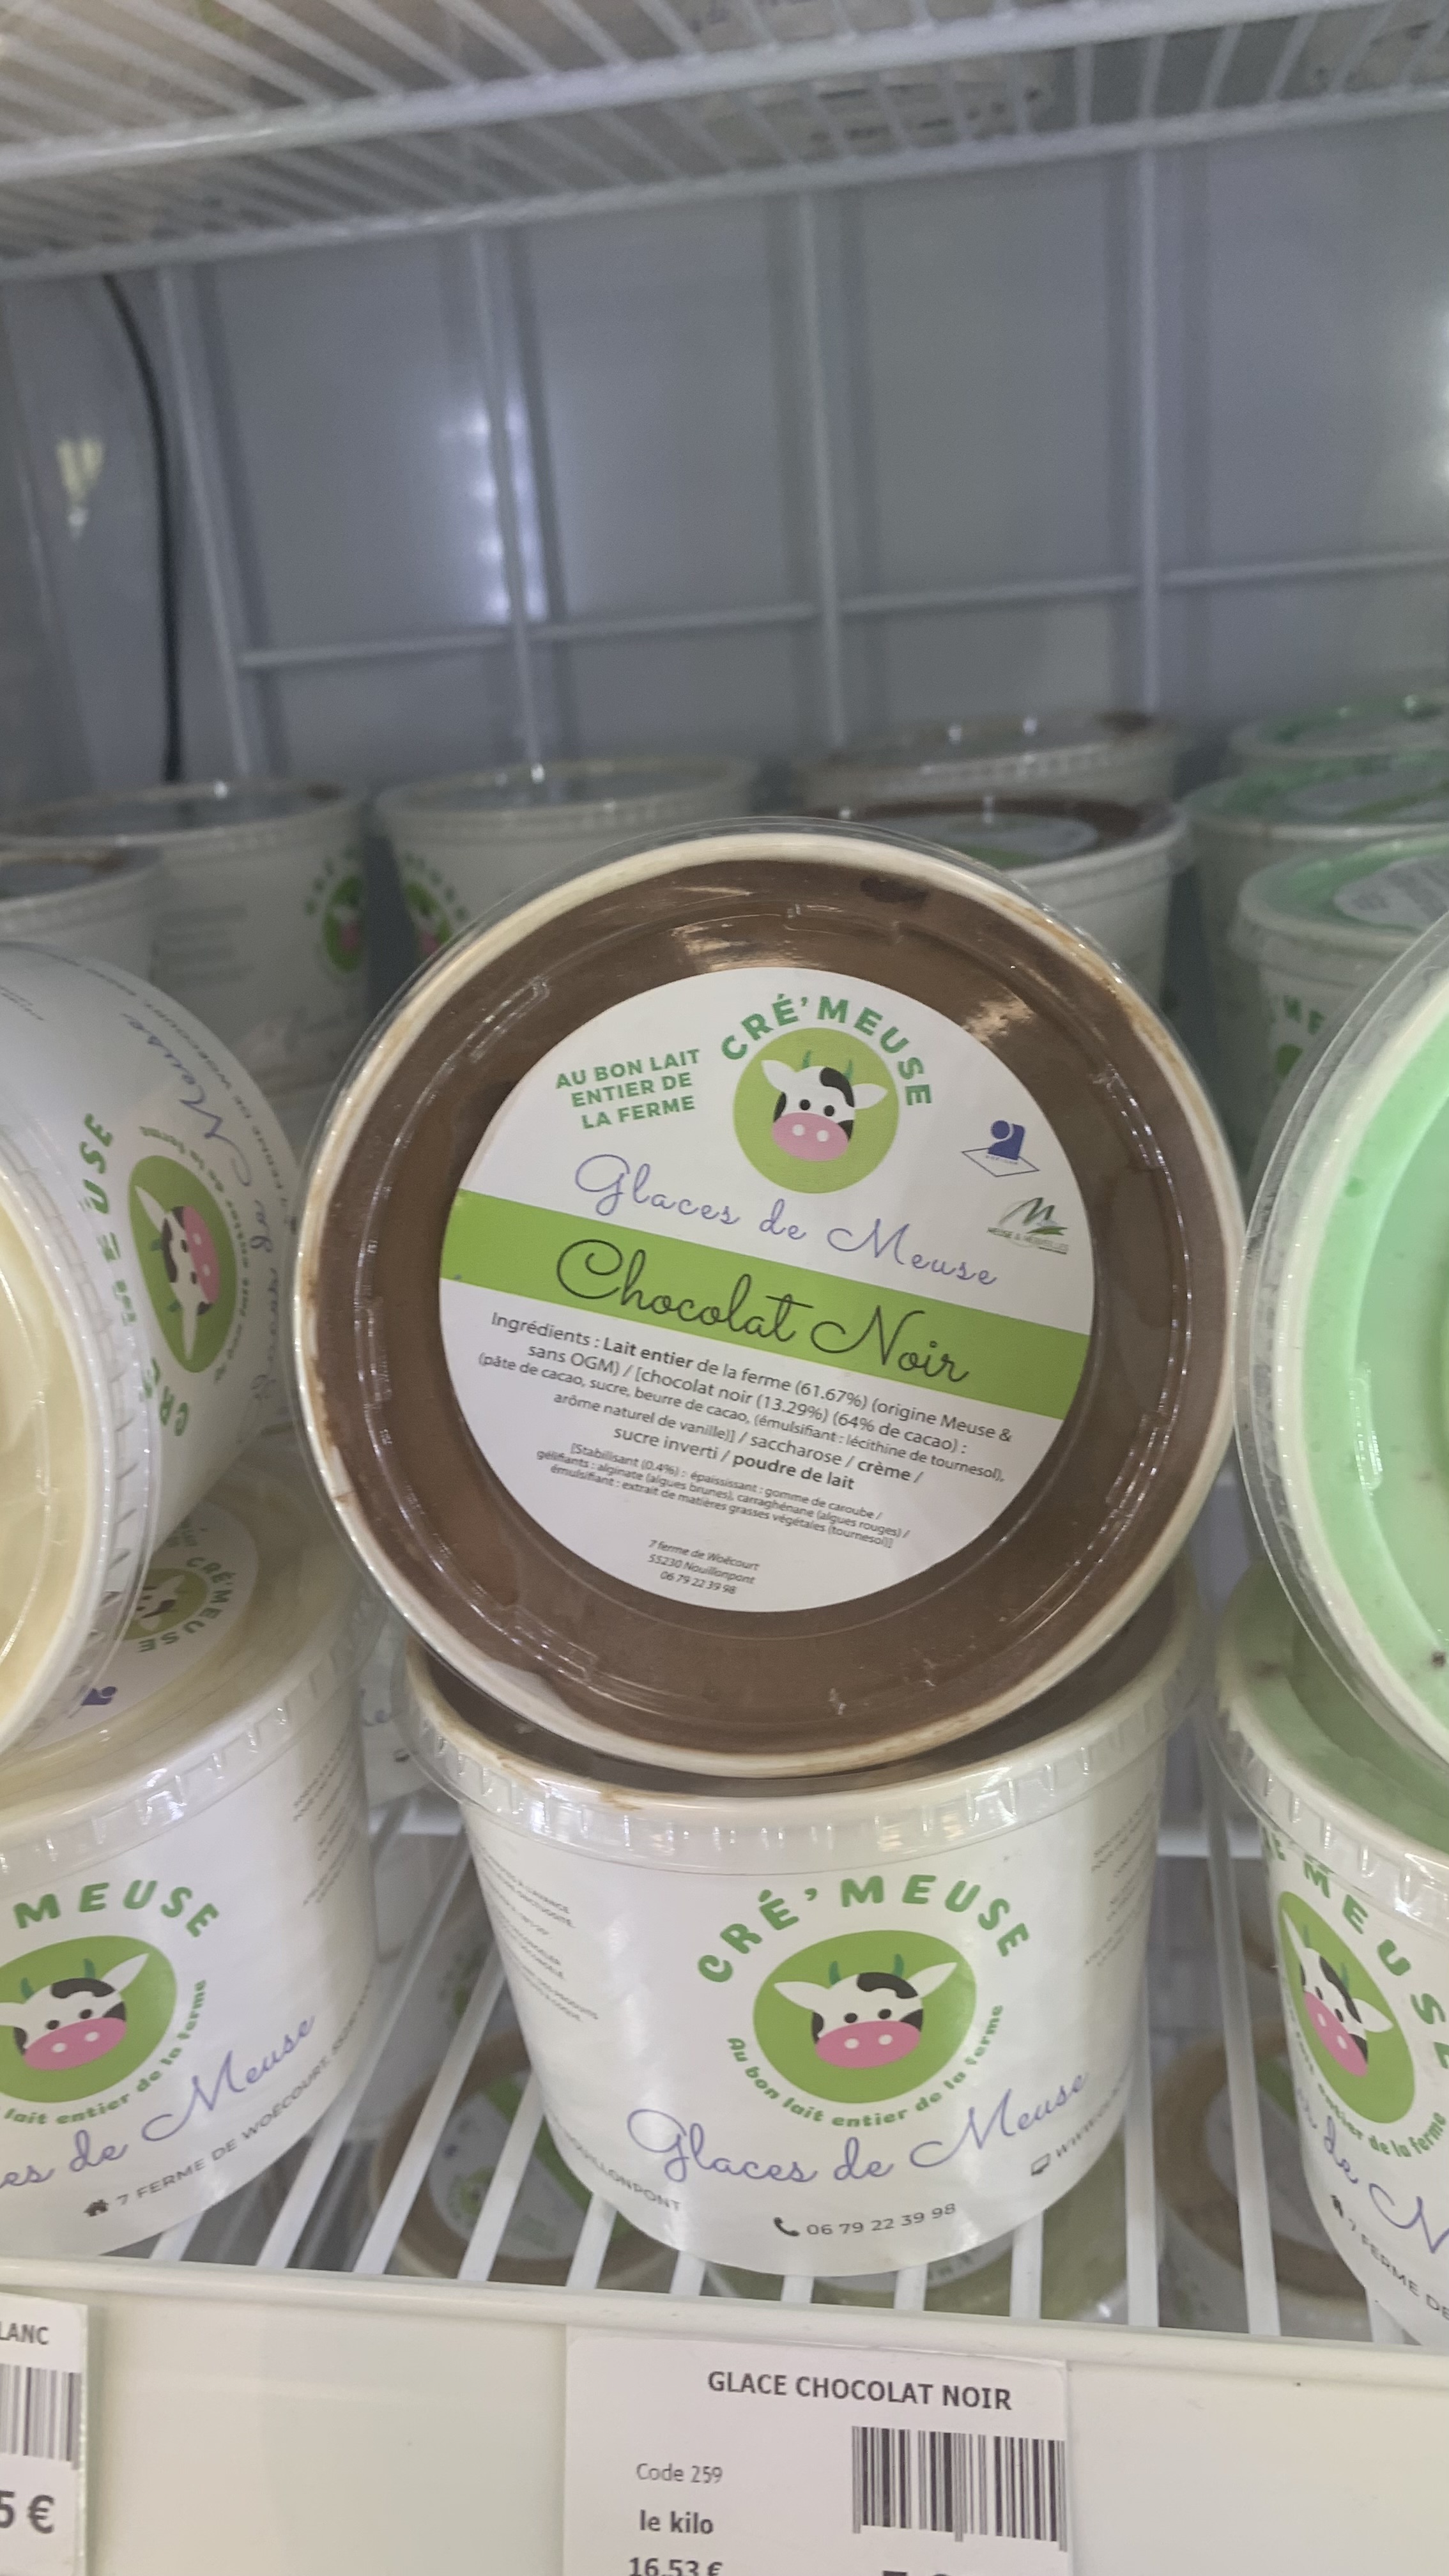 CRÉ'MEUSE
AU BON LAIT
ENTIER DE
LA FERME
Glaces de Meuse
MEUSE & MERVEILLES
Chocolat Noir
Ingrédients : Lait entier de la ferme (61.67%) (origine Meuse &
sans OGM) / [chocolat noir (13.29%) (64% de cacao) :
(pâte de cacao, sucre, beurre de cacao, (émulsifiant : lécithine de tournesol),
arôme naturel de vanille)] / saccharose / crème /
sucre inverti / poudre de lait
[Stabilisant (0.4%) : épaississant : gomme de caroube /
gélifiants : alginate (algues brunes), carraghénane (algues rouges) /
émulsifiant : extrait de matières grasses végétales (tournesol)]
7 ferme de Woëcourt
55230 Nouillonpont
06 79 22 39 98
CRÉ'MEUSE
MEUSE
CRÉ'MEUSE
Au bon lait entier de la ferme
Glaces de Meuse
06 79 22 39 98
MEUSE
lait entier de la ferme
es de Meuse
7 FERME DE WOËCOURT
LANC
5 €
GLACE CHOCOLAT NOIR
Code 259
le kilo
16.53 €